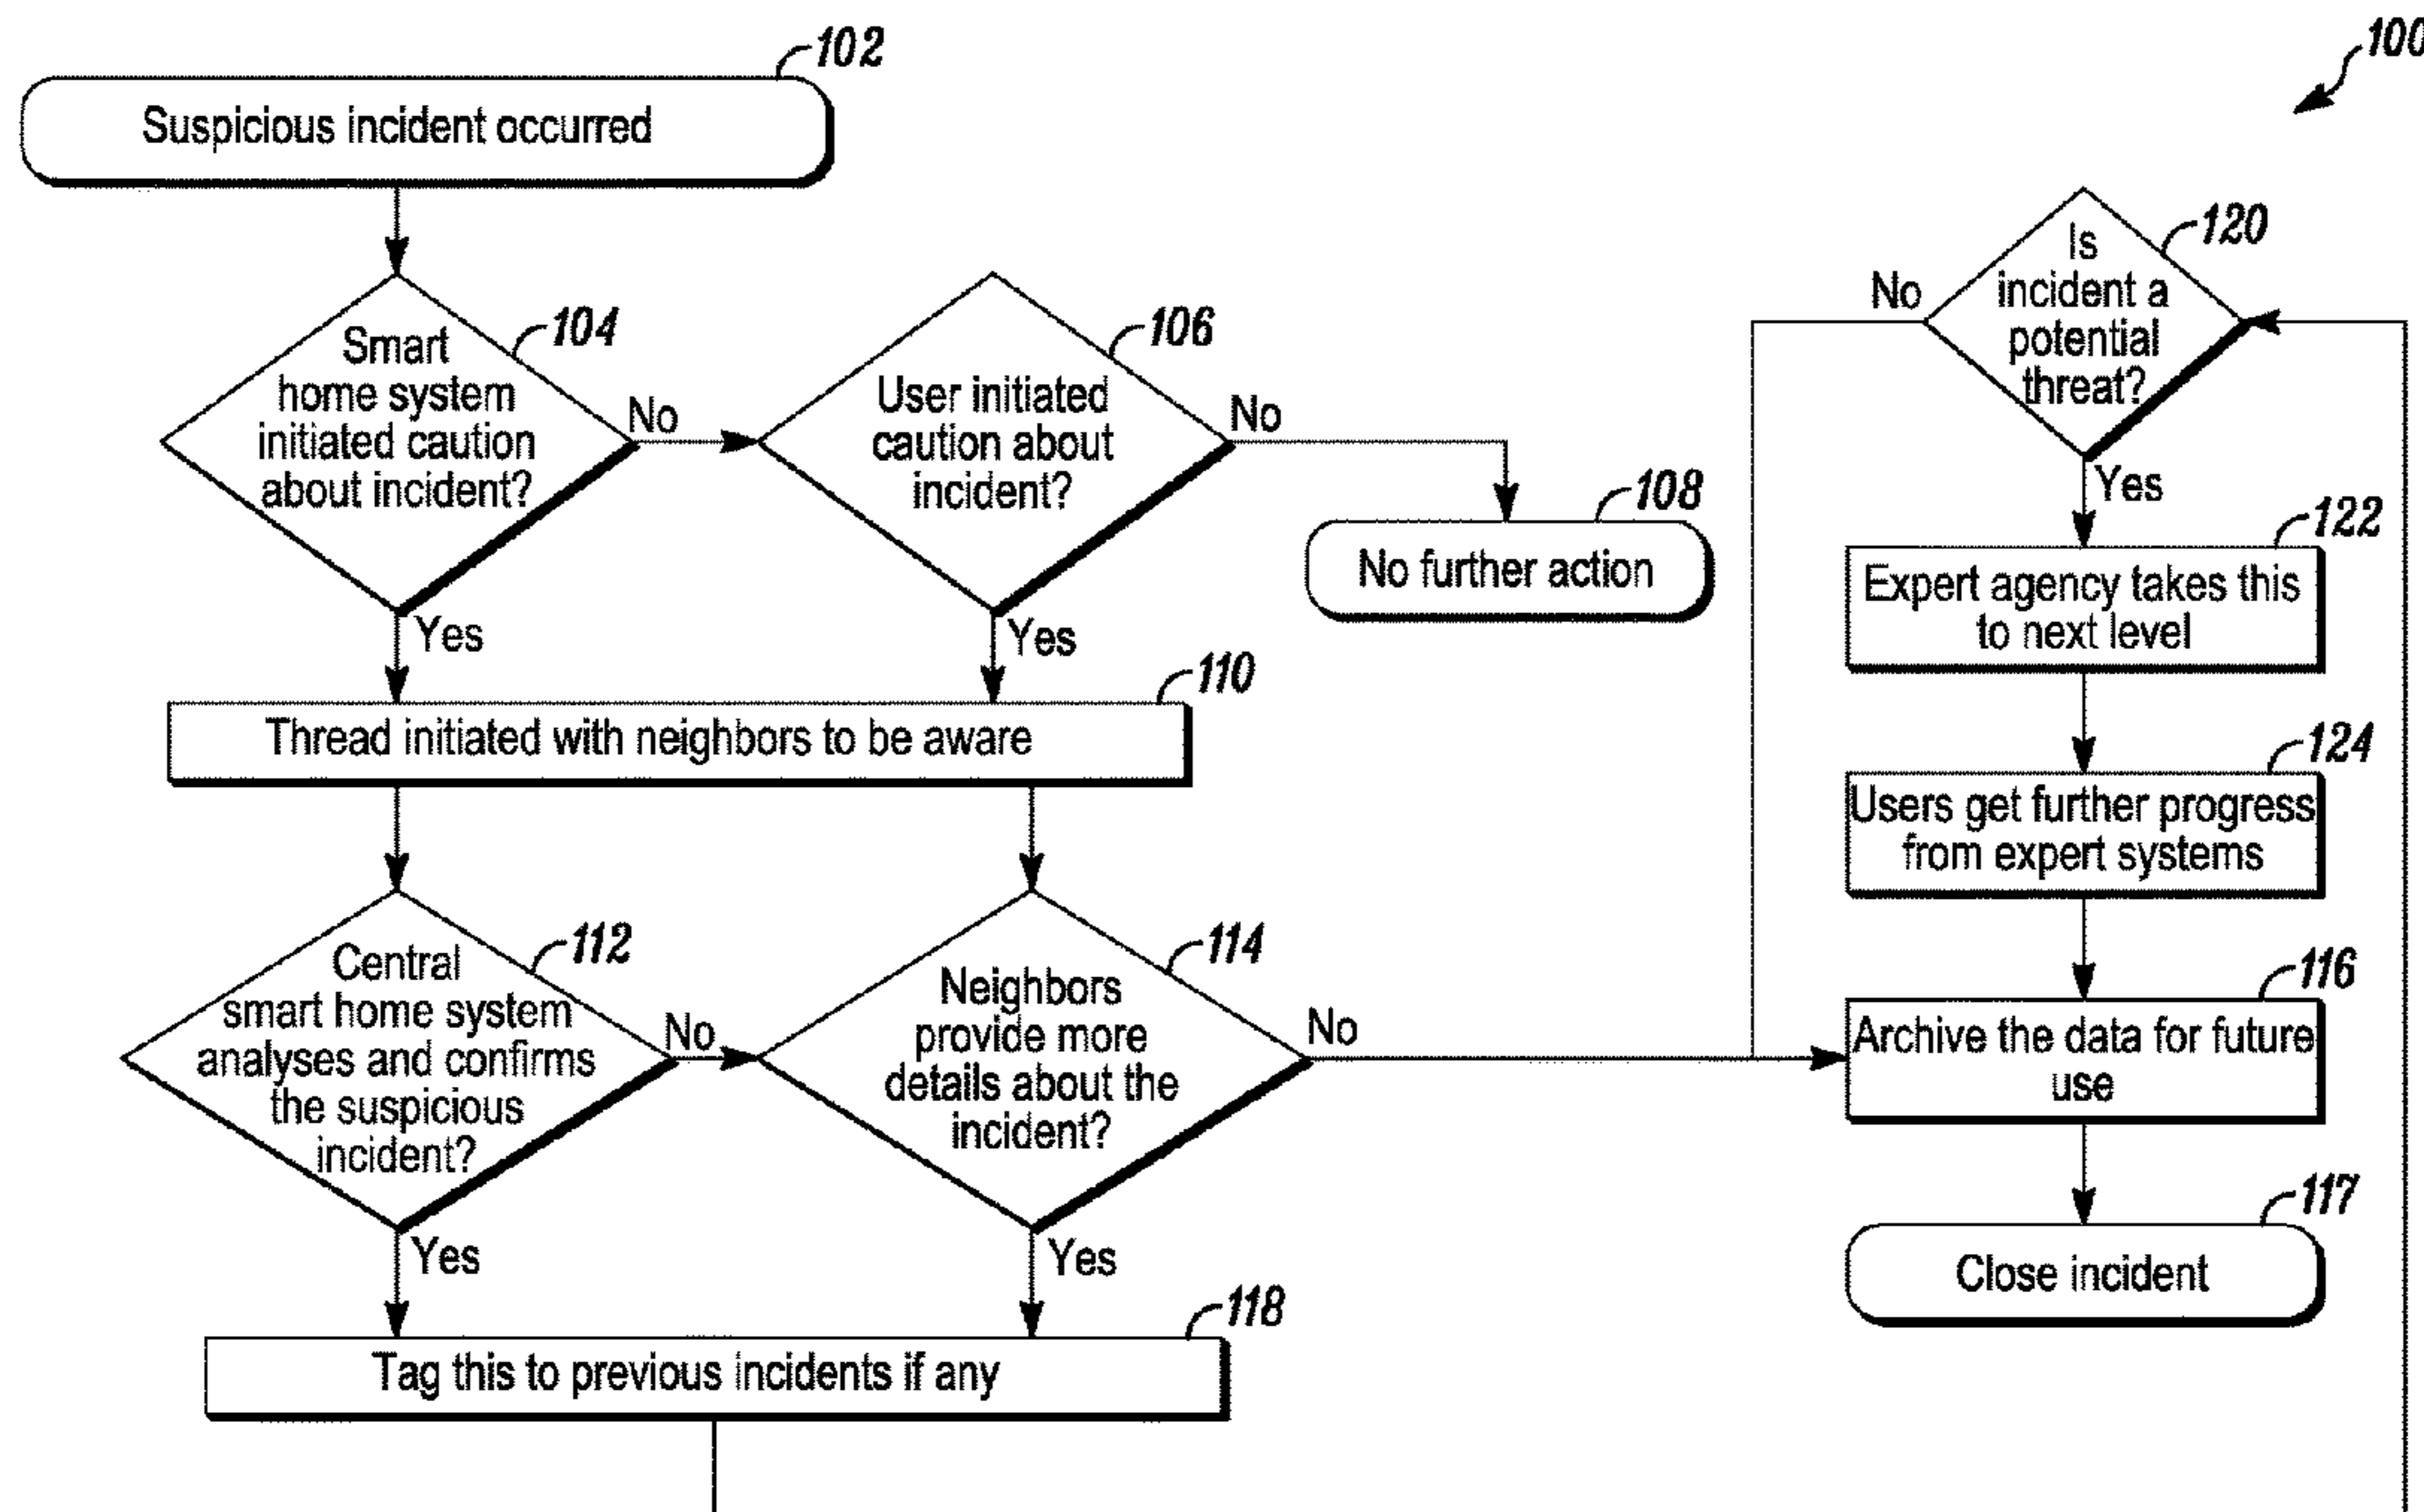 102
100
Suspicious incident occurred
104
Smart
home system
initiated caution
about incident?
No
Yes
106
User initiated
caution about
incident?
No
Yes
108
No further action
110
Thread initiated with neighbors to be aware
112
Central
smart home system
analyses and confirms
the suspicious
incident?
No
Yes
114
Neighbors
provide more
details about the
incident?
No
Yes
118
Tag this to previous incidents if any
120
Is
incident a
potential
threat?
No
Yes
122
Expert agency takes this
to next level
124
Users get further progress
from expert systems
116
Archive the data for future
use
117
Close incident